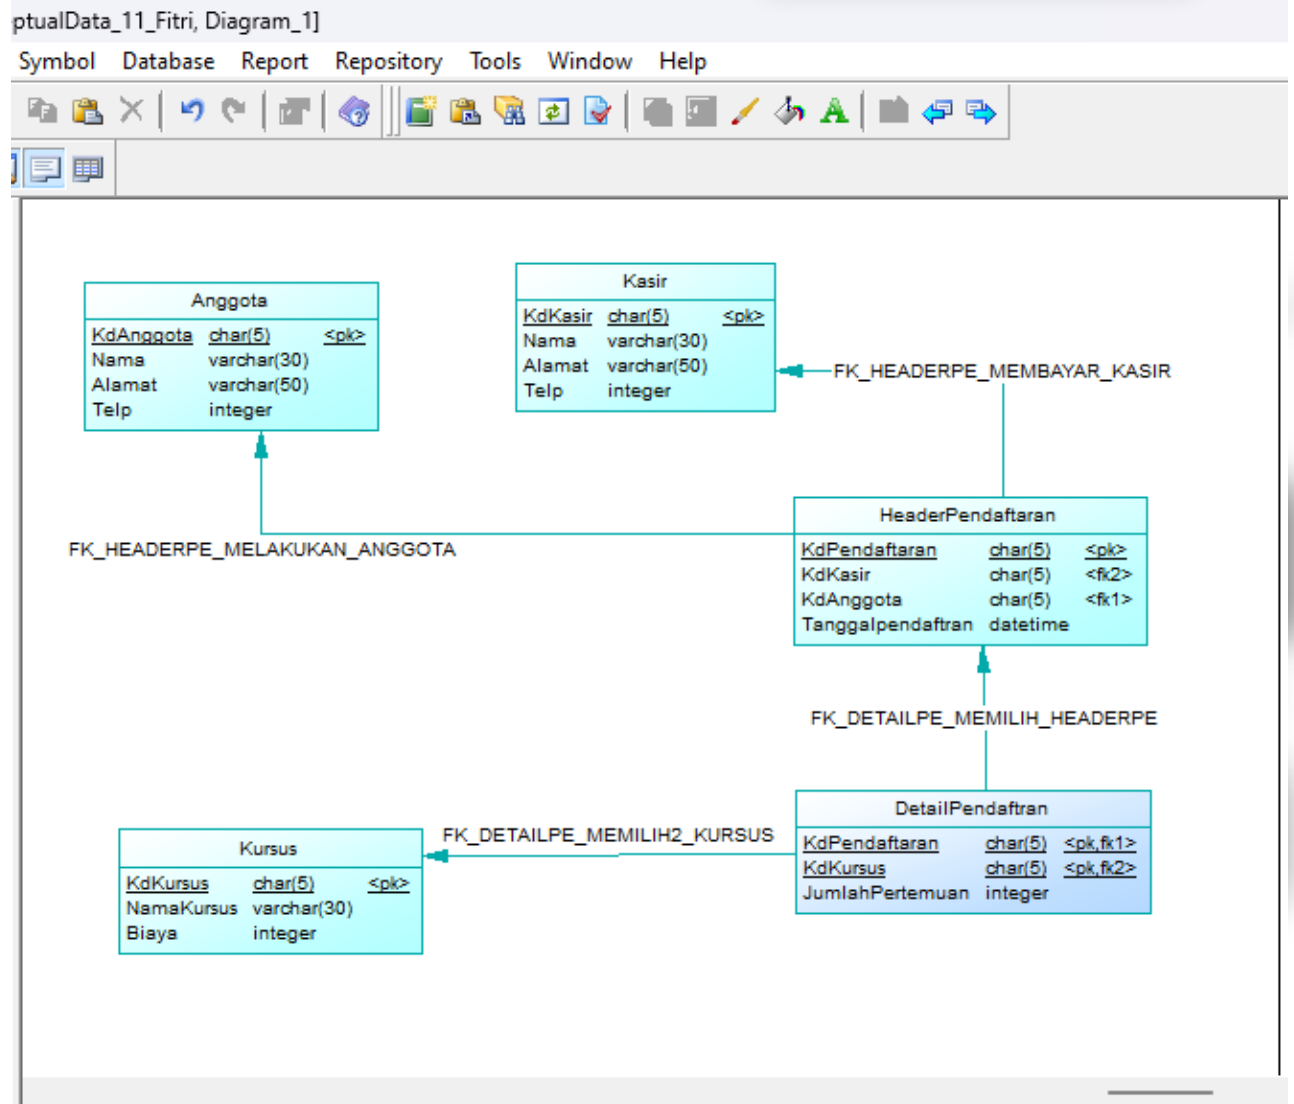 eptualData_11_Fitri, Diagram_1]
Symbol Database Report Repository Tools Window Help
Anggota
KdAnggota char(5) <pk>
Nama varchar(30)
Alamat varchar(50)
Telp integer
Kasir
KdKasir char(5) <pk>
Nama varchar(30)
Alamat varchar(50)
Telp integer
FK_HEADERPE_MEMBAYAR_KASIR
FK_HEADERPE_MELAKUKAN_ANGGOTA
HeaderPendaftaran
KdPendaftaran char(5) <pk>
KdKasir char(5) <fk2>
KdAnggota char(5) <fk1>
Tanggalpendaftran datetime
FK_DETAILPE_MEMILIH_HEADERPE
DetailPendaftran
KdPendaftaran char(5) <pk,fk1>
KdKursus char(5) <pk,fk2>
JumlahPertemuan integer
FK_DETAILPE_MEMILIH2_KURSUS
Kursus
KdKursus char(5) <pk>
NamaKursus varchar(30)
Biaya integer